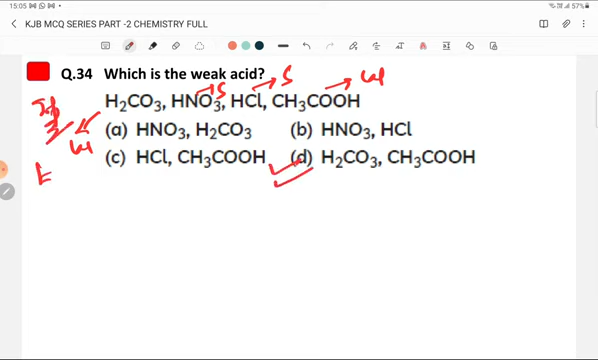 15:05
57%
KJB MCQ SERIES PART -2 CHEMISTRY FULL
Q.34 Which is the weak acid?
S S W
H₂CO₃, HNO₃, HCl, CH₃COOH
W
(a) HNO₃, H₂CO₃ (b) HNO₃, HCl
(c) HCl, CH₃COOH (d) H₂CO₃, CH₃COOH